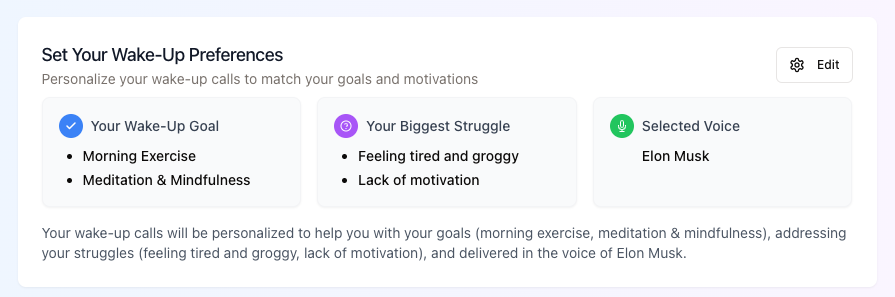 Set Your Wake-Up Preferences
Personalize your wake-up calls to match your goals and motivations
Edit
Your Wake-Up Goal
• Morning Exercise
• Meditation & Mindfulness
Your Biggest Struggle
• Feeling tired and groggy
• Lack of motivation
Selected Voice
Elon Musk
Your wake-up calls will be personalized to help you with your goals (morning exercise, meditation & mindfulness), addressing
your struggles (feeling tired and groggy, lack of motivation), and delivered in the voice of Elon Musk.